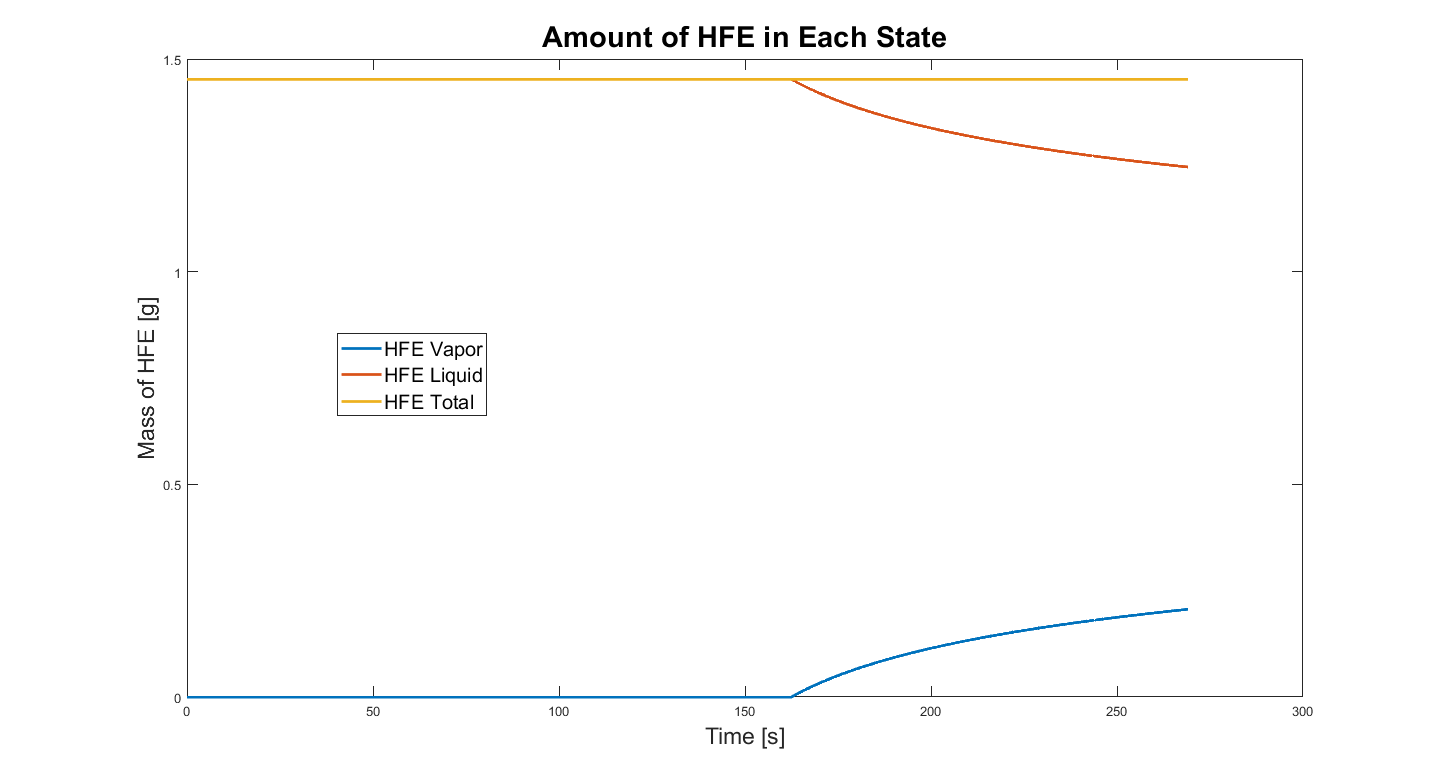 Amount of HFE in Each State
1.5
1
0.5
0
Mass of HFE [g]
HFE Vapor
HFE Liquid
HFE Total
0 50 100 150 200 250 300
Time [s]